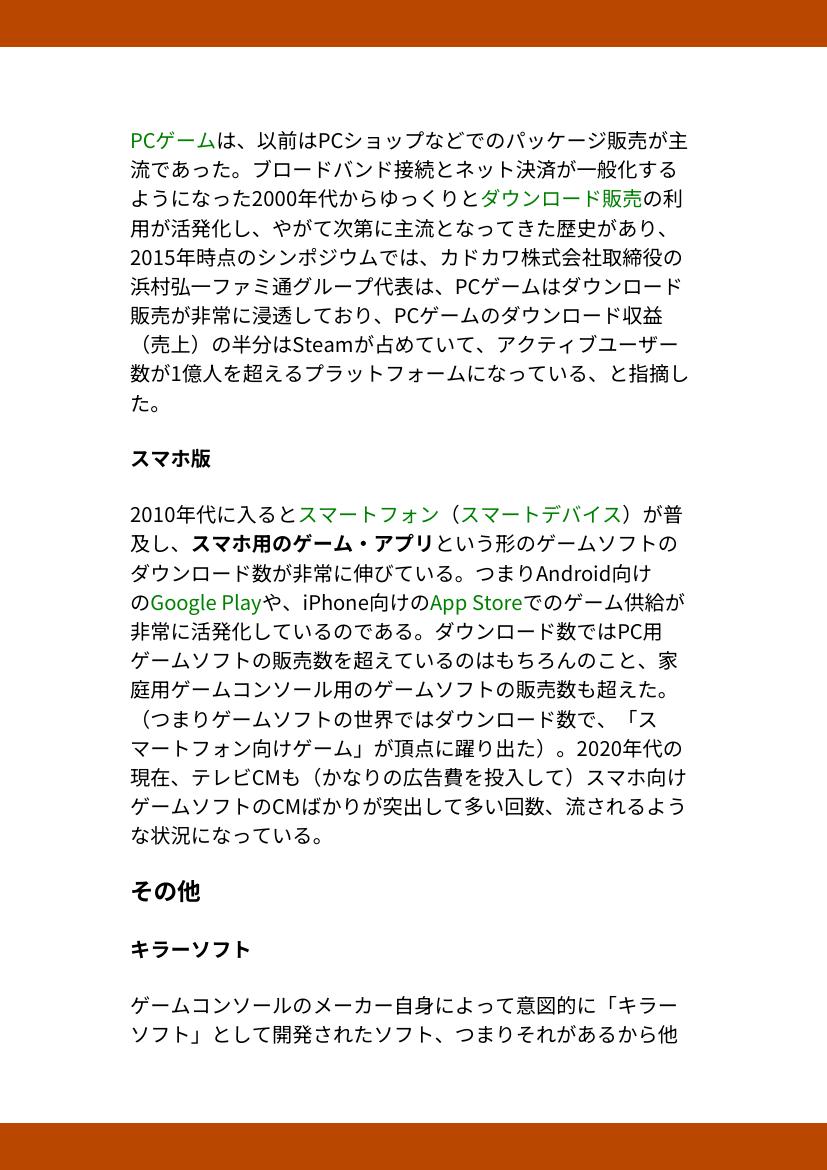 PCゲームは、以前はPCショップなどでのパッケージ販売が主
流であった。ブロードバンド接続とネット決済が一般化する
ようになった2000年代からゆっくりとダウンロード販売の利
用が活発化し、やがて次第に主流となってきた歴史があり、
2015年時点のシンポジウムでは、カドカワ株式会社取締役の
浜村弘一ファミ通グループ代表は、PCゲームはダウンロード
販売が非常に浸透しており、PCゲームのダウンロード収益
（売上）の半分はSteamが占めていて、アクティブユーザー
数が1億人を超えるプラットフォームになっている、と指摘し
た。
スマホ版
2010年代に入るとスマートフォン（スマートデバイス）が普
及し、スマホ用のゲーム・アプリという形のゲームソフトの
ダウンロード数が非常に伸びている。つまりAndroid向け
のGoogle Playや、iPhone向けのApp Storeでのゲーム供給が
非常に活発化しているのである。ダウンロード数ではPC用
ゲームソフトの販売数を超えているのはもちろんのこと、家
庭用ゲームコンソール用のゲームソフトの販売数も超えた。
（つまりゲームソフトの世界ではダウンロード数で、「ス
マートフォン向けゲーム」が頂点に躍り出た）。2020年代の
現在、テレビCMも（かなりの広告費を投入して）スマホ向け
ゲームソフトのCMばかりが突出して多い回数、流されるよう
な状況になっている。
その他
キラーソフト
ゲームコンソールのメーカー自身によって意図的に「キラー
ソフト」として開発されたソフト、つまりそれがあるから他